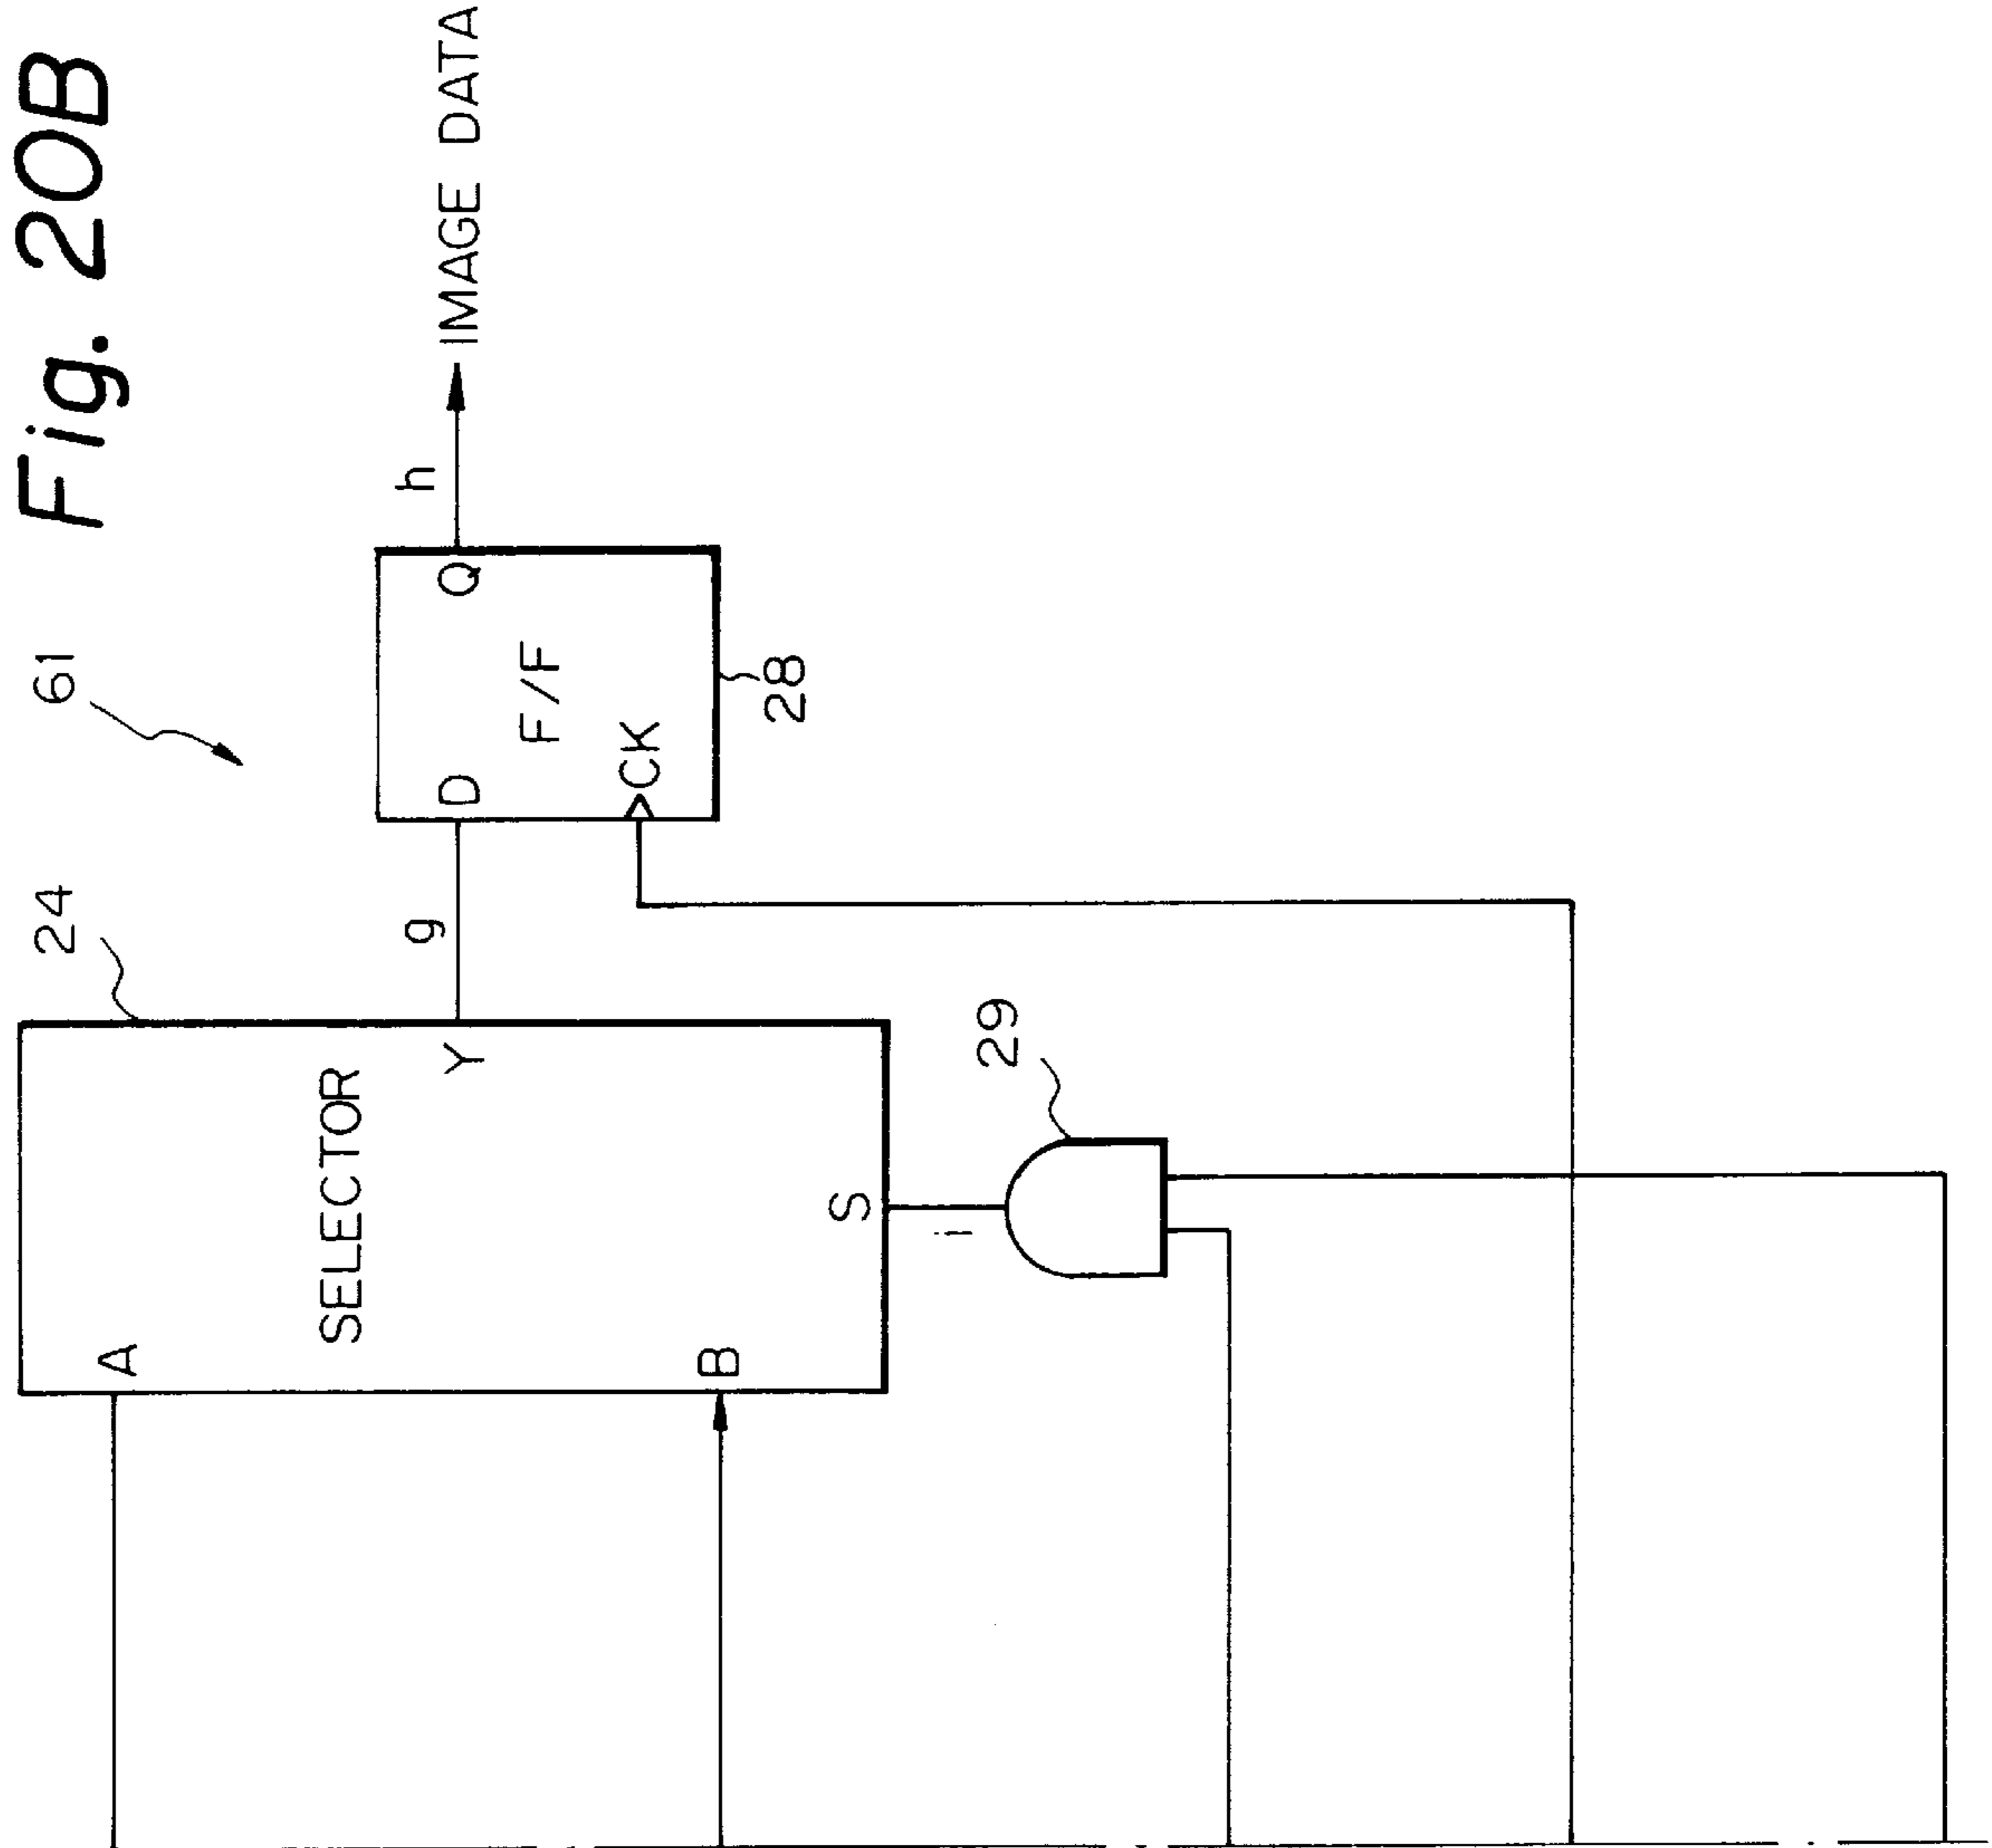 Fig. 20B
61
24
A
SELECTOR
Y
g
D
Q
h
IMAGE DATA
F/F
CK
28
B
S
i
29